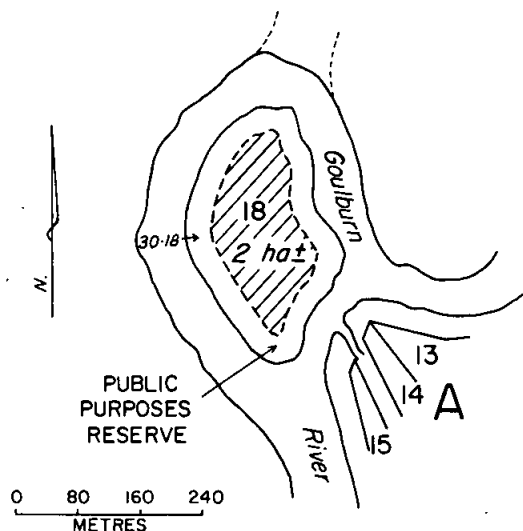 Goulburn
18
2 ha±
30·18
N.
13
14
A
15
PUBLIC
PURPOSES
RESERVE
River
0 80 160 240
METRES